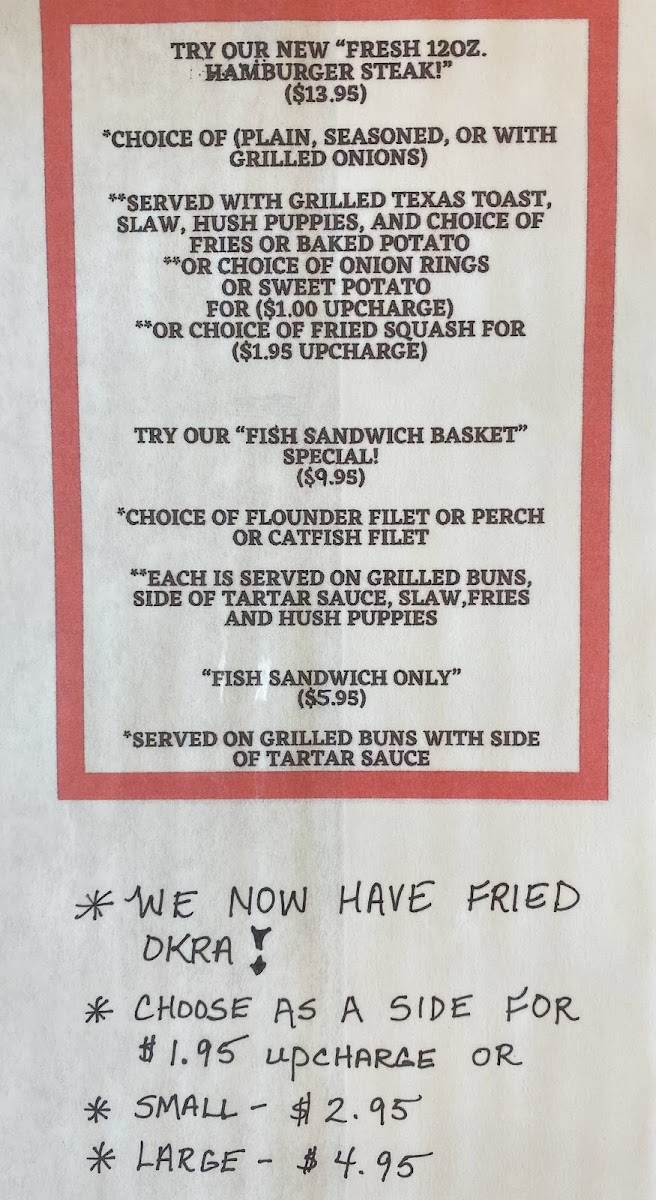 TRY OUR NEW “FRESH 12OZ.
HAMBURGER STEAK!”
($13.95)
*CHOICE OF (PLAIN, SEASONED, OR WITH
GRILLED ONIONS)
**SERVED WITH GRILLED TEXAS TOAST,
SLAW, HUSH PUPPIES, AND CHOICE OF
FRIES OR BAKED POTATO
**OR CHOICE OF ONION RINGS
OR SWEET POTATO
FOR ($1.00 UPCHARGE)
**OR CHOICE OF FRIED SQUASH FOR
($1.95 UPCHARGE)
TRY OUR “FISH SANDWICH BASKET”
SPECIAL!
($9.95)
*CHOICE OF FLOUNDER FILET OR PERCH
OR CATFISH FILET
**EACH IS SERVED ON GRILLED BUNS,
SIDE OF TARTAR SAUCE, SLAW,FRIES
AND HUSH PUPPIES
“FISH SANDWICH ONLY”
($5.95)
*SERVED ON GRILLED BUNS WITH SIDE
OF TARTAR SAUCE
* WE NOW HAVE FRIED
OKRA!
* CHOOSE AS A SIDE FOR
$1.95 UPCHARGE OR
* SMALL - $2.95
* LARGE - $4.95